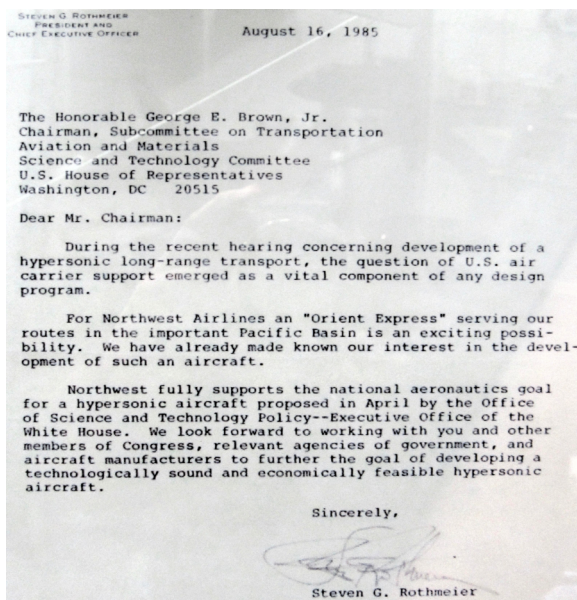 STEVEN G. ROTHMEIER
PRESIDENT AND
CHIEF EXECUTIVE OFFICER
August 16, 1985
The Honorable George E. Brown, Jr.
Chairman, Subcommittee on Transportation
Aviation and Materials
Science and Technology Committee
U.S. House of Representatives
Washington, DC 20515
Dear Mr. Chairman:
During the recent hearing concerning development of a
hypersonic long-range transport, the question of U.S. air
carrier support emerged as a vital component of any design
program.
For Northwest Airlines an "Orient Express" serving our
routes in the important Pacific Basin is an exciting possi-
bility. We have already made known our interest in the devel-
opment of such an aircraft.
Northwest fully supports the national aeronautics goal
for a hypersonic aircraft proposed in April by the Office
of Science and Technology Policy--Executive Office of the
White House. We look forward to working with you and other
members of Congress, relevant agencies of government, and
aircraft manufacturers to further the goal of developing a
technologically sound and economically feasible hypersonic
aircraft.
Sincerely,
Steven G. Rothmeier